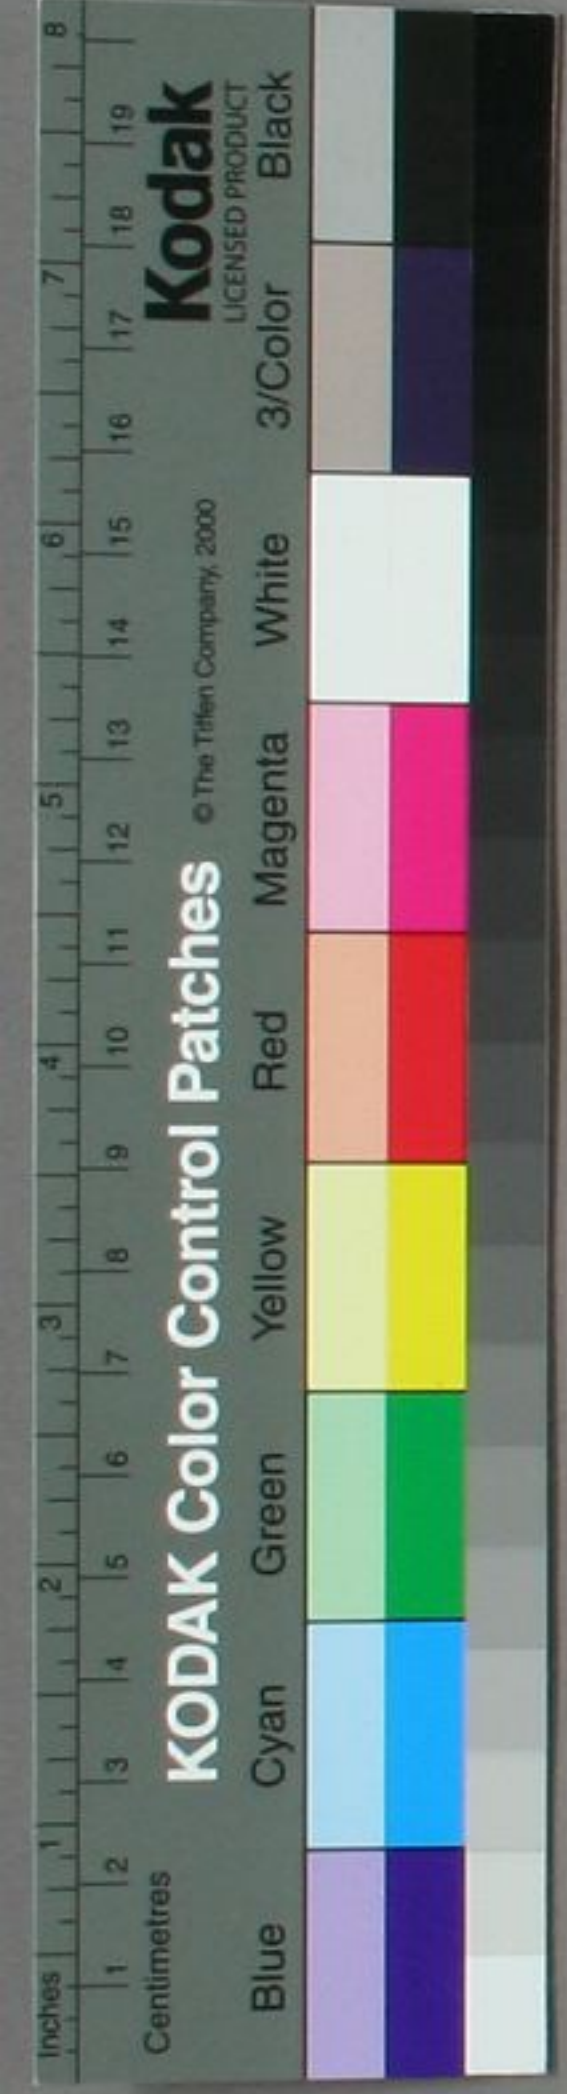 Inches 1 2 3 4 5 6 7 8
1 2 3 4 5 6 7 8 9 10 11 12 13 14 15 16 17 18 19
Centimetres
KODAK Color Control Patches © The Tiffen Company, 2000
Kodak
LICENSED PRODUCT
Blue Cyan Green Yellow Red Magenta White 3/Color Black